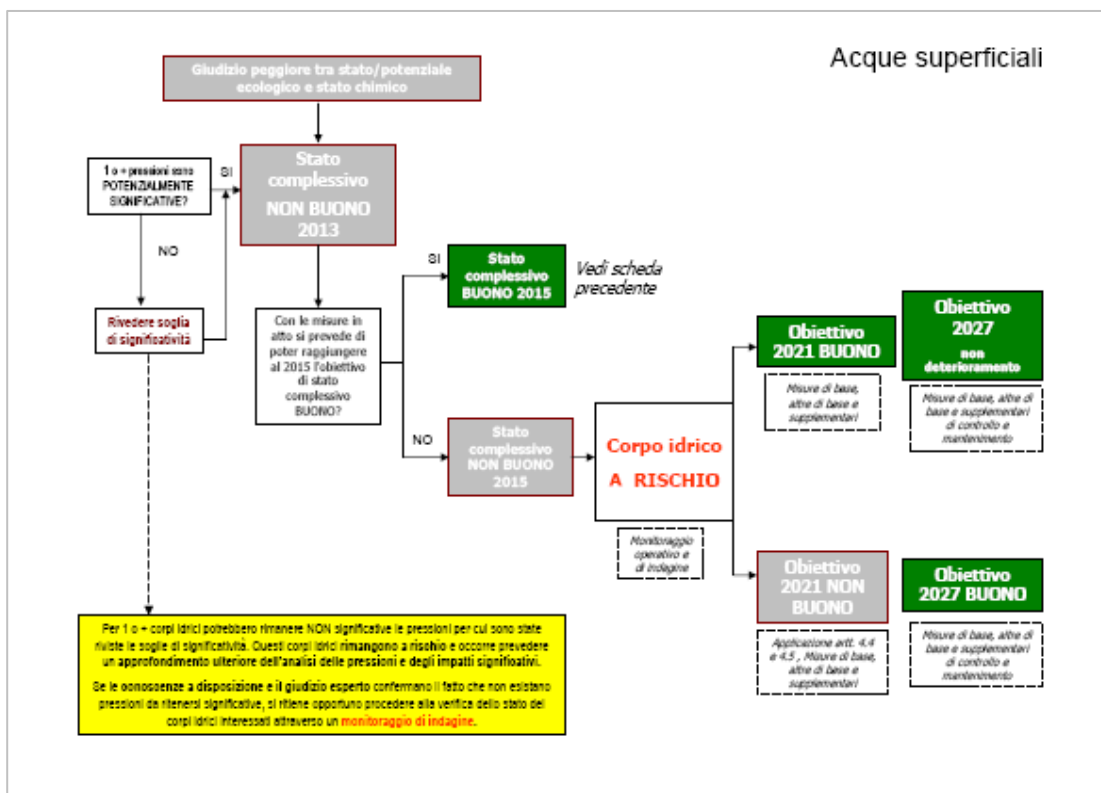 Acque superficiali
Giudizio peggiore tra stato/potenziale
ecologico e stato chimico
1 o + pressioni sono
POTENZIALMENTE
SIGNIFICATIVE?
SI
Stato
complessivo
NON BUONO
2013
NO
Rivedere soglia
di significatività
Con le misure in
atto si prevede di
poter raggiungere
al 2015 l'obiettivo
di stato
complessivo
BUONO?
SI
Stato
complessivo
BUONO 2015
Vedi scheda
precedente
NO
Stato
complessivo
NON BUONO
2015
Corpo idrico
A RISCHIO
Monitoraggio
operativo e
di indagine
Obiettivo
2021 BUONO
Misure di base,
altre di base e
supplementari
Obiettivo
2027
non
deterioramento
Misure di base, altre di
base e supplementari
di controllo e
mantenimento
Obiettivo
2021 NON
BUONO
Applicazione artt. 4.4
e 4.5 , Misure di base,
altre di base e
supplementari
Obiettivo
2027 BUONO
Misure di base, altre di
base e supplementari
di controllo e
mantenimento
Per 1 o + corpi idrici potrebbero rimanere NON significative le pressioni per cui sono state
riviste le soglie di significatività. Questi corpi idrici rimangono a rischio e occorre prevedere
un approfondimento ulteriore dell'analisi delle pressioni e degli impatti significativi.
Se le conoscenze a disposizione e il giudizio esperto confermano il fatto che non esistano
pressioni da ritenersi significative, si ritiene opportuno procedere alla verifica dello stato dei
corpi idrici interessati attraverso un monitoraggio di indagine.